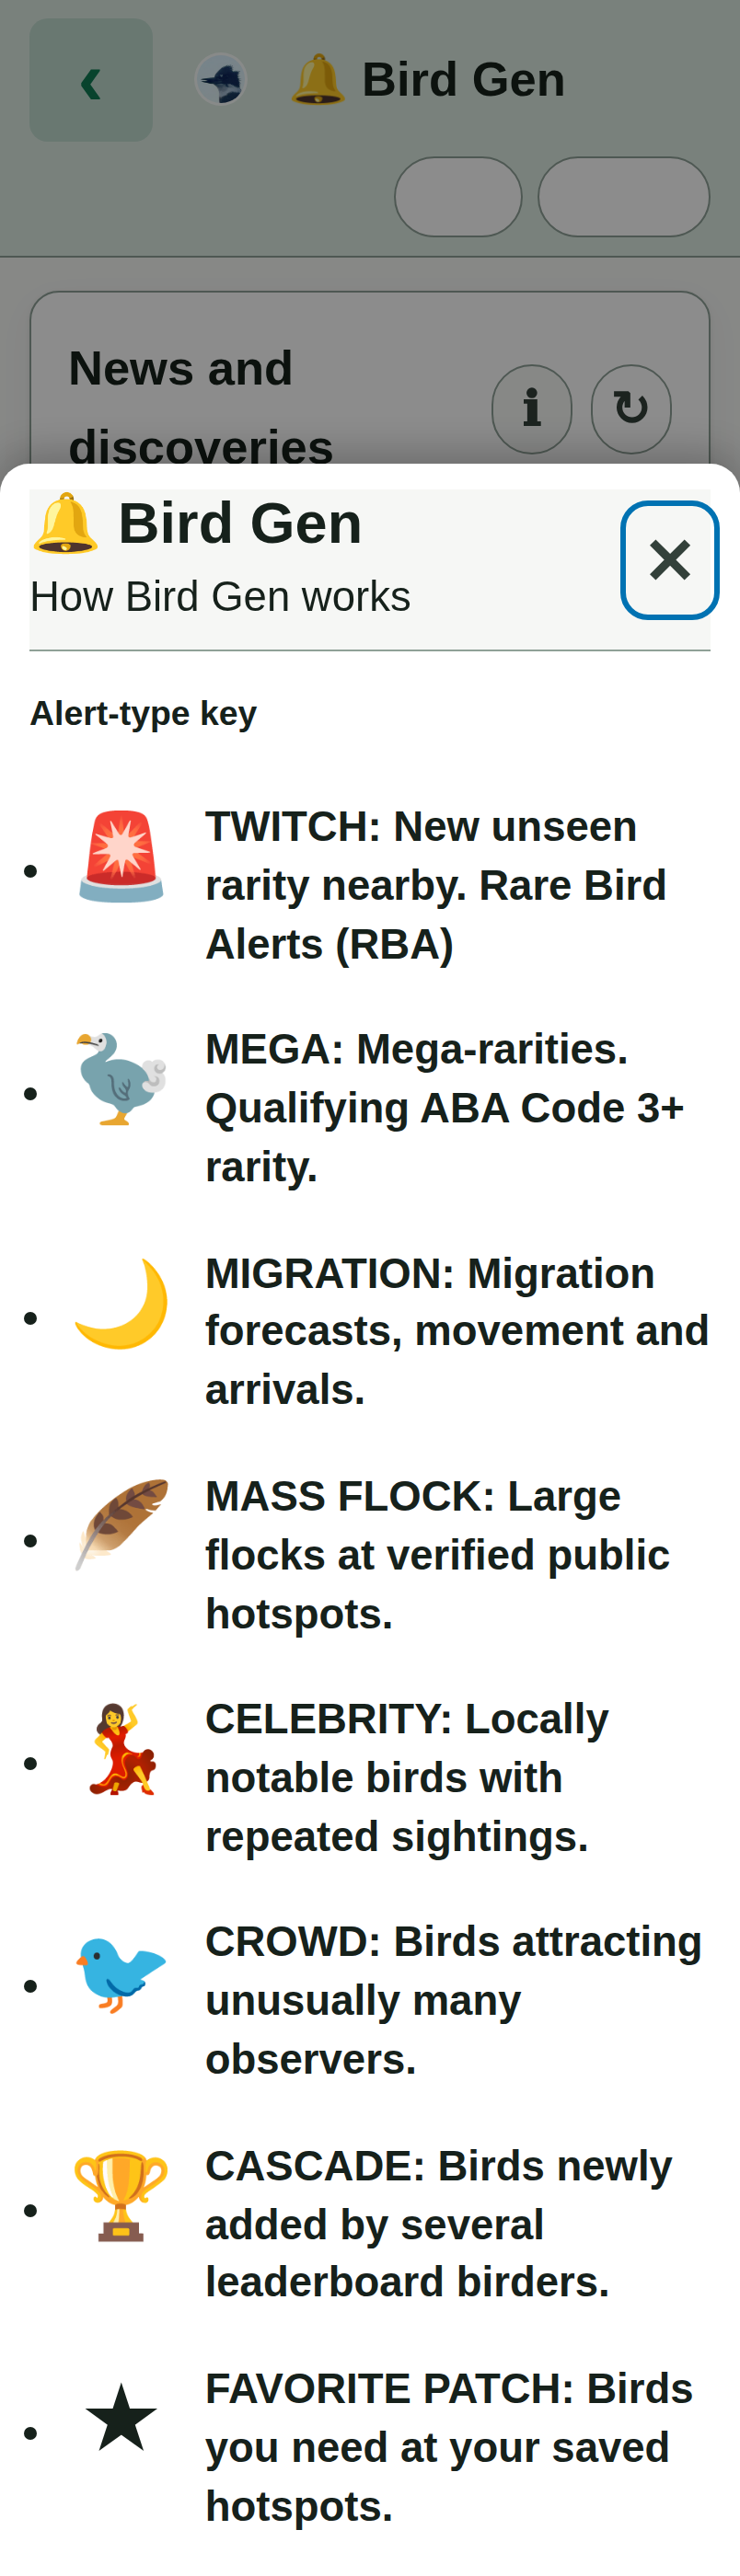 ‹ 🔔 Bird Gen
News and
discoveries
ℹ ↻
🔔 Bird Gen
✕
How Bird Gen works
Alert-type key
• 🚨 TWITCH: New unseen
rarity nearby. Rare Bird
Alerts (RBA)
• 🦤 MEGA: Mega-rarities.
Qualifying ABA Code 3+
rarity.
• 🌙 MIGRATION: Migration
forecasts, movement and
arrivals.
• 🪶 MASS FLOCK: Large
flocks at verified public
hotspots.
• 💃 CELEBRITY: Locally
notable birds with
repeated sightings.
• 🐦 CROWD: Birds attracting
unusually many
observers.
• 🏆 CASCADE: Birds newly
added by several
leaderboard birders.
• ★ FAVORITE PATCH: Birds
you need at your saved
hotspots.